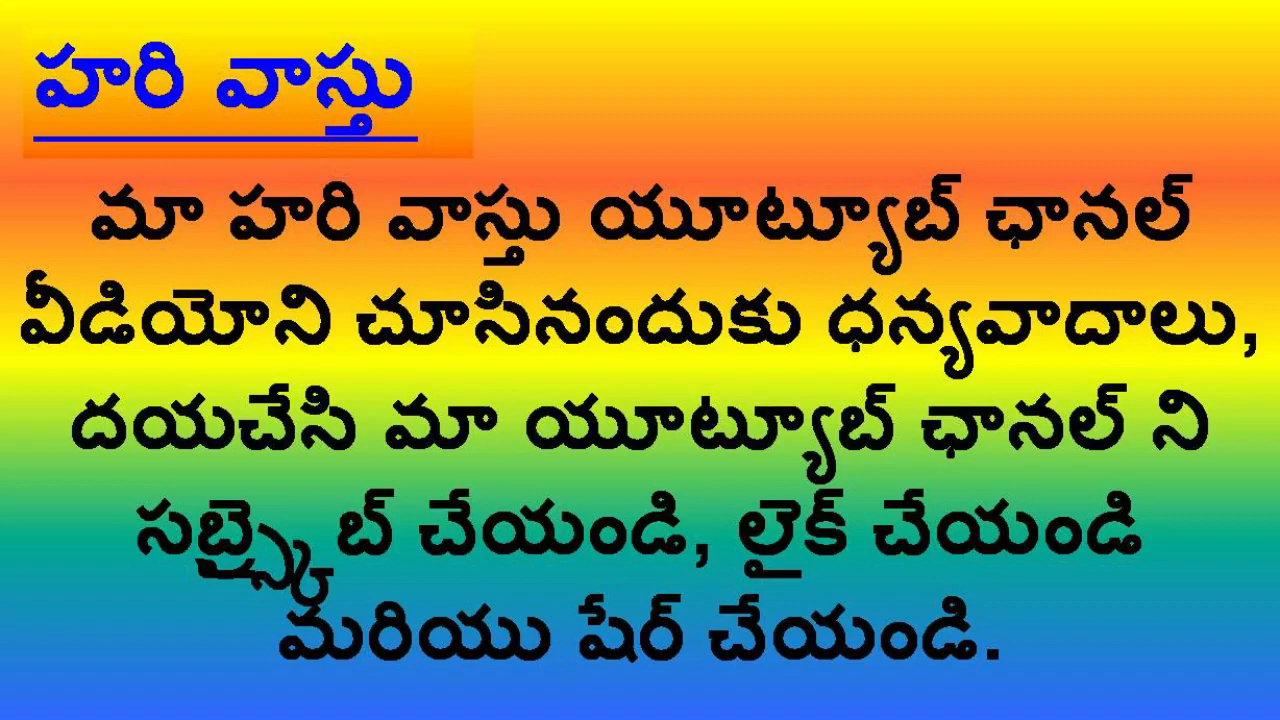 హరి వాస్తు
మా హరి వాస్తు యూట్యూబ్ ఛానల్
వీడియోని చూసినందుకు ధన్యవాదాలు,
దయచేసి మా యూట్యూబ్ ఛానల్ ని
సబ్స్క్రైబ్ చేయండి, లైక్ చేయండి
మరియు షేర్ చేయండి.